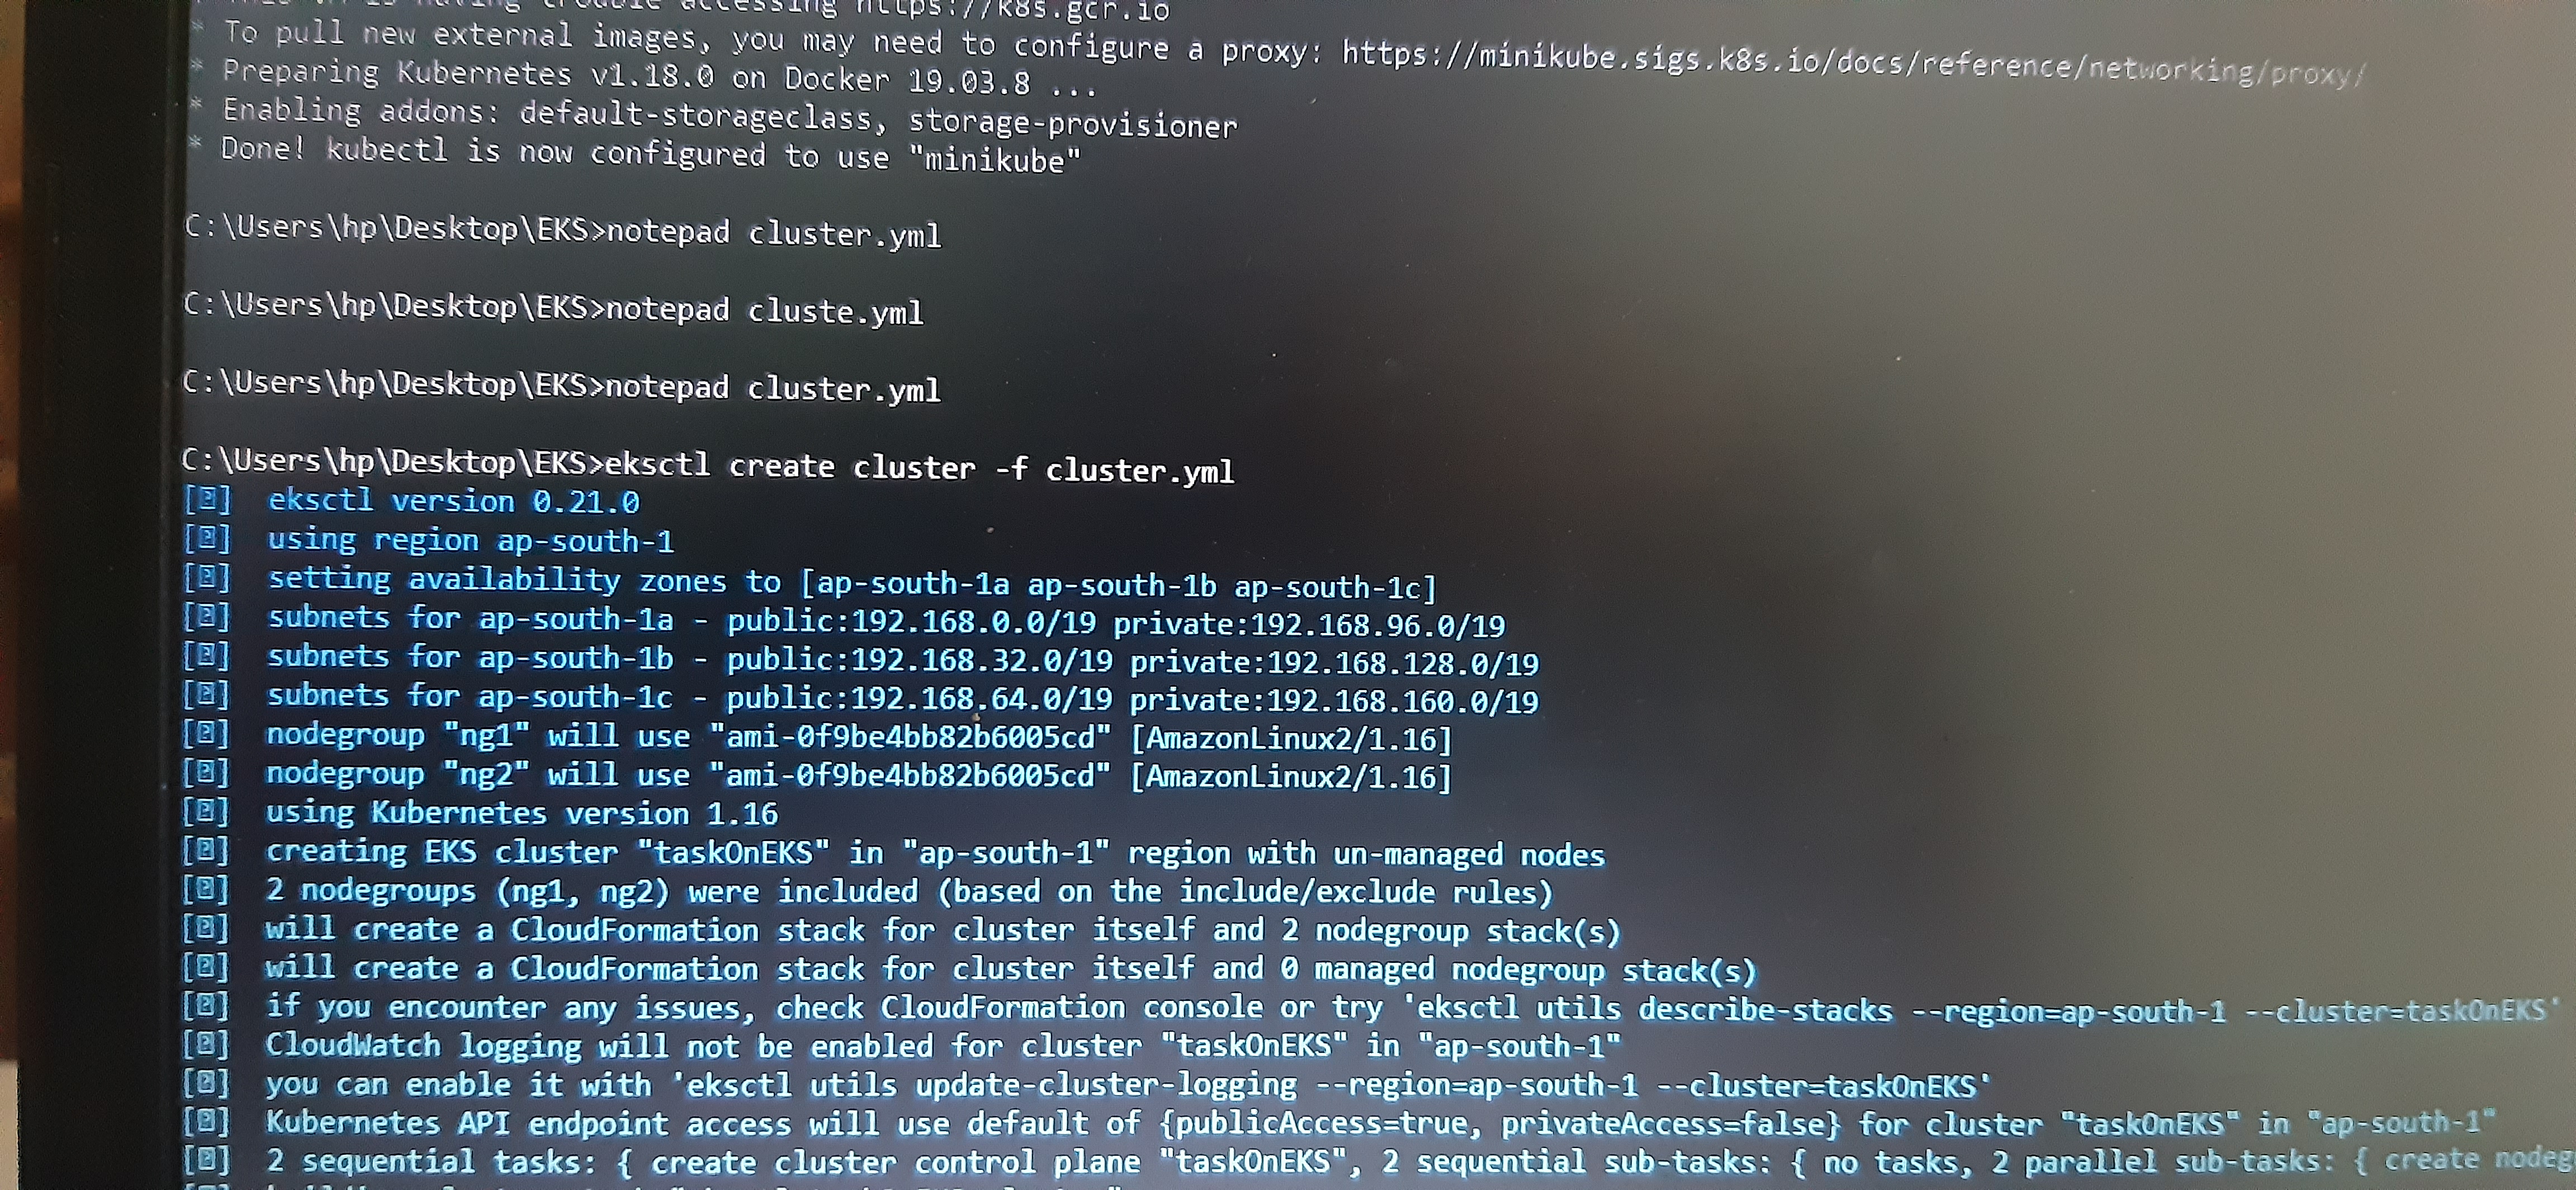 * This VM is having trouble accessing https://k8s.gcr.io
* To pull new external images, you may need to configure a proxy: https://minikube.sigs.k8s.io/docs/reference/networking/proxy/
* Preparing Kubernetes v1.18.0 on Docker 19.03.8 ...
* Enabling addons: default-storageclass, storage-provisioner
* Done! kubectl is now configured to use "minikube"
C:\Users\hp\Desktop\EKS>notepad cluster.yml
C:\Users\hp\Desktop\EKS>notepad cluste.yml
C:\Users\hp\Desktop\EKS>notepad cluster.yml
C:\Users\hp\Desktop\EKS>eksctl create cluster -f cluster.yml
[?] eksctl version 0.21.0
[?] using region ap-south-1
[?] setting availability zones to [ap-south-1a ap-south-1b ap-south-1c]
[?] subnets for ap-south-1a - public:192.168.0.0/19 private:192.168.96.0/19
[?] subnets for ap-south-1b - public:192.168.32.0/19 private:192.168.128.0/19
[?] subnets for ap-south-1c - public:192.168.64.0/19 private:192.168.160.0/19
[?] nodegroup "ng1" will use "ami-0f9be4bb82b6005cd" [AmazonLinux2/1.16]
[?] nodegroup "ng2" will use "ami-0f9be4bb82b6005cd" [AmazonLinux2/1.16]
[?] using Kubernetes version 1.16
[?] creating EKS cluster "taskOnEKS" in "ap-south-1" region with un-managed nodes
[?] 2 nodegroups (ng1, ng2) were included (based on the include/exclude rules)
[?] will create a CloudFormation stack for cluster itself and 2 nodegroup stack(s)
[?] will create a CloudFormation stack for cluster itself and 0 managed nodegroup stack(s)
[?] if you encounter any issues, check CloudFormation console or try 'eksctl utils describe-stacks --region=ap-south-1 --cluster=taskOnEKS'
[?] CloudWatch logging will not be enabled for cluster "taskOnEKS" in "ap-south-1"
[?] you can enable it with 'eksctl utils update-cluster-logging --region=ap-south-1 --cluster=taskOnEKS'
[?] Kubernetes API endpoint access will use default of {publicAccess=true, privateAccess=false} for cluster "taskOnEKS" in "ap-south-1"
[?] 2 sequential tasks: { create cluster control plane "taskOnEKS", 2 sequential sub-tasks: { no tasks, 2 parallel sub-tasks: { create nodeg